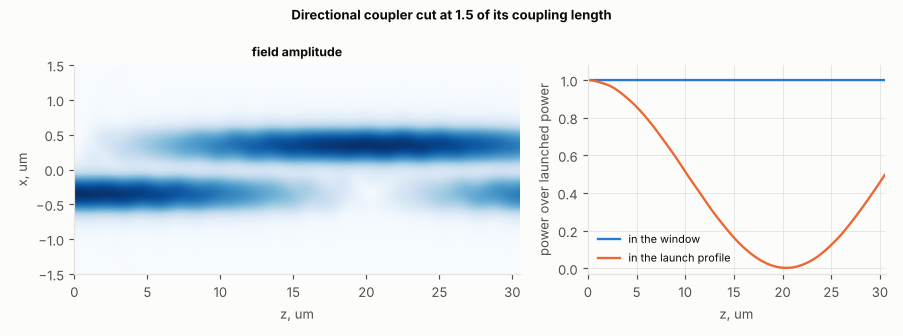 Directional coupler cut at 1.5 of its coupling length
field amplitude
1.5
1.0
0.5
0.0
−0.5
−1.0
−1.5
x, um
0 5 10 15 20 25 30
z, um
power over launched power
1.0
0.8
0.6
0.4
0.2
0.0
in the window
in the launch profile
0 5 10 15 20 25 30
z, um